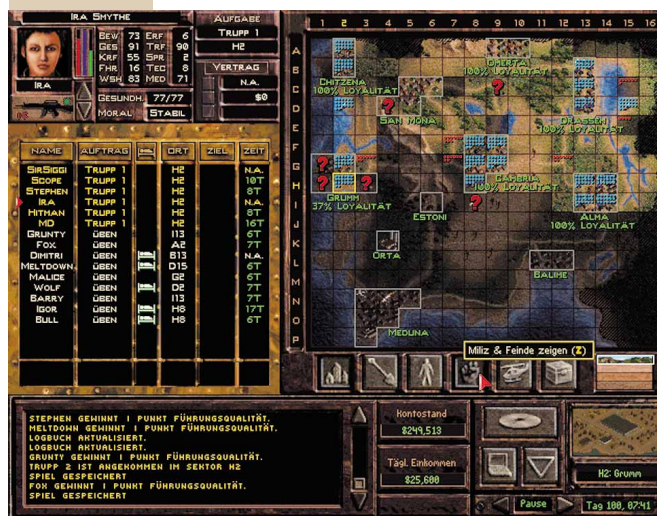 Ira Smythe
Bew 73 Erf 6
Ges 91 Trf 90
Krf 55 Spr 2
Fhr 16 Tec 8
Wsh 83 Med 71
Ira
Gesundh. 77/77
Moral Stabil
Aufgabe
Trupp 1
H2
Vertrag
N.A.
$0
Name Auftrag Ort Ziel Zeit
SirSiggi Trupp 1 H2 N.A.
Scope Trupp 1 H2 10T
Stephen Trupp 1 H2 8T
Ira Trupp 1 H2 N.A.
Hitman Trupp 1 H2 8T
MD Trupp 1 H2 16T
Grunty üben I13 6T
Fox üben A2 7T
Dimitri üben B13 N.A.
Meltdown üben D15 6T
Malice üben G2 6T
Wolf üben D2 6T
Barry üben I13 7T
Igor üben H8 17T
Bull üben H8 6T
1 2 3 4 5 6 7 8 9 10 11 12 13 14 15 16
A
B
C
D
E
F
G
H
I
J
K
L
M
N
O
P
Omerta
100% Loyalität
Chitzena
100% Loyalität
San Mona
Drassen
100% Loyalität
Cambria
100% Loyalität
Grumm
37% Loyalität
Estoni
Alma
100% Loyalität
Orta
Balime
Meduna
Miliz & Feinde zeigen (Z)
Stephen gewinnt 1 Punkt Führungsqualität.
Meltdown gewinnt 1 Punkt Führungsqualität.
Logbuch aktualisiert.
Logbuch aktualisiert.
Grunty gewinnt 1 Punkt Führungsqualität.
Trupp 2 ist angekommen im Sektor H2
Spiel gespeichert
Fox gewinnt 1 Punkt Führungsqualität.
Spiel gespeichert
Kontostand
$249,513
Tägl. Einkommen
$25,600
H2: Grumm
Pause
Tag 100, 07:41